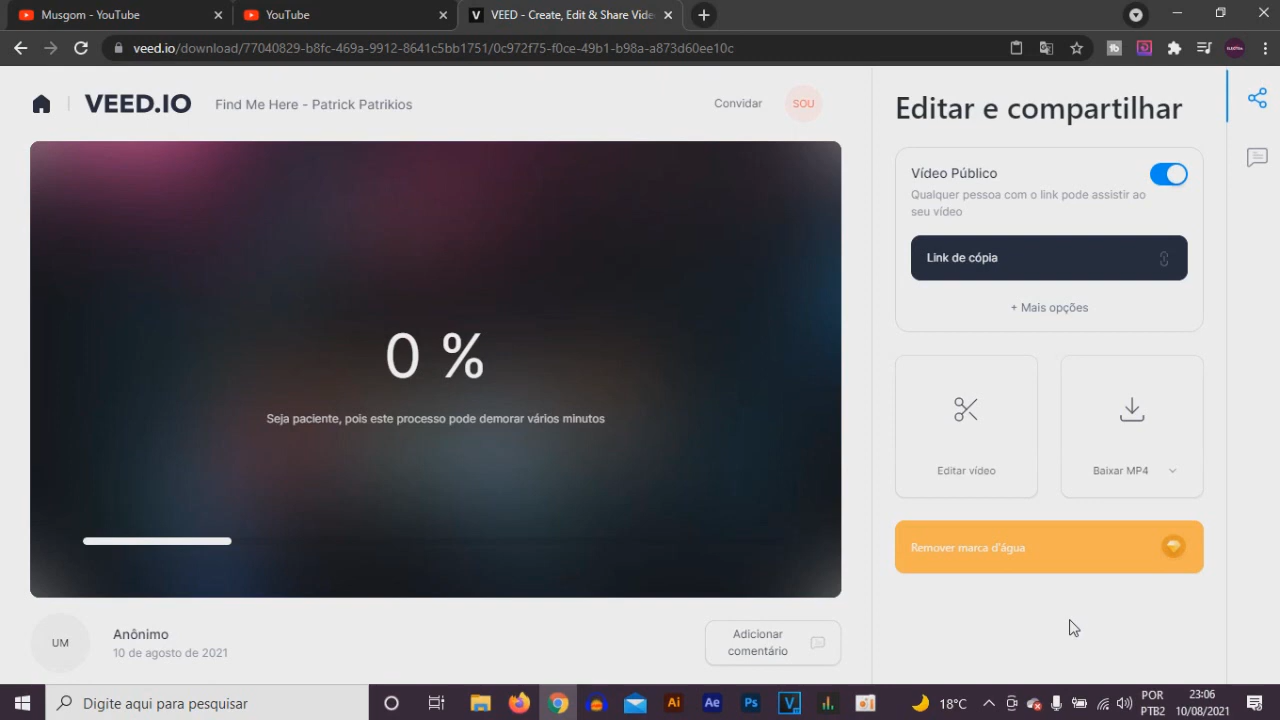 Musgom - YouTube
YouTube
VEED - Create, Edit & Share Vide
veed.io/download/77040829-b8fc-469a-9912-8641c5bb1751/0c972f75-f0ce-49b1-b98a-a873d60ee10c
VEED.IO
Find Me Here - Patrick Patrikios
Convidar
SOU
Editar e compartilhar
Vídeo Público
Qualquer pessoa com o link pode assistir ao
seu vídeo
Link de cópia
+ Mais opções
0 %
Seja paciente, pois este processo pode demorar vários minutos
Editar vídeo
Baixar MP4
Remover marca d'água
UM
Anônimo
10 de agosto de 2021
Adicionar
comentário
Digite aqui para pesquisar
Ai
Ae
Ps
V
18°C
POR
PTB2
23:06
10/08/2021